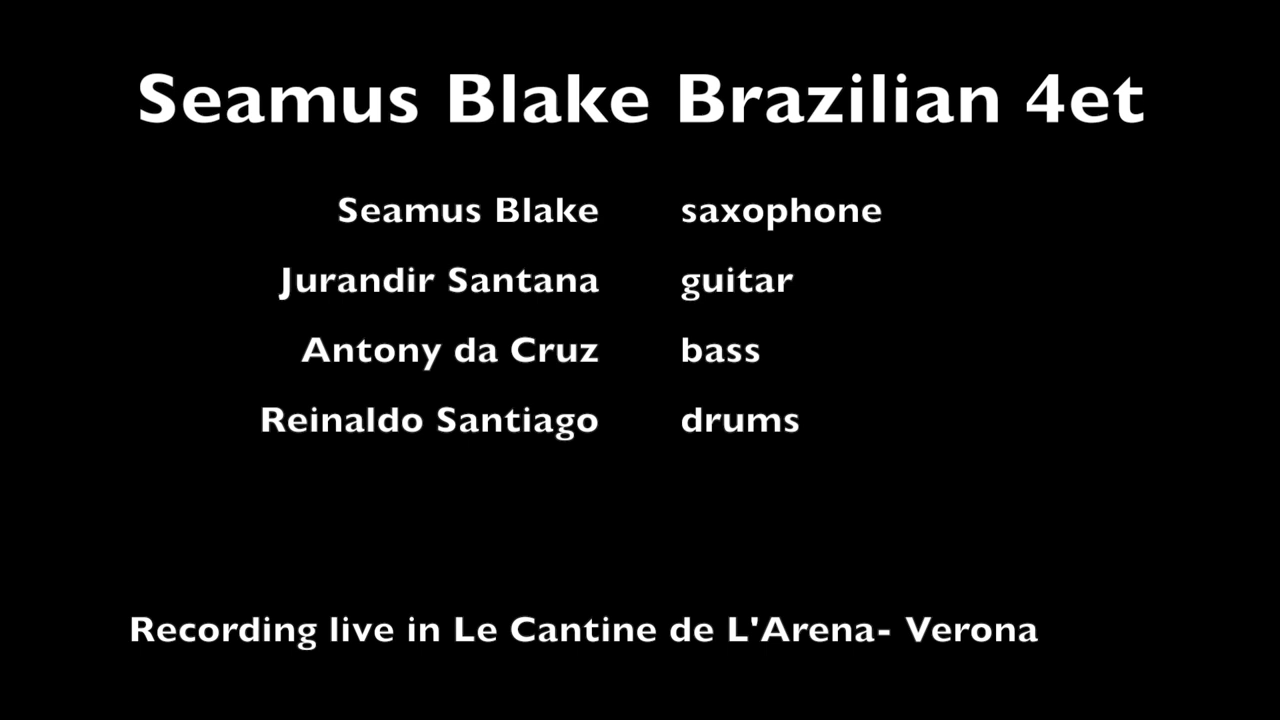 Seamus Blake Brazilian 4et
Seamus Blake saxophone
Jurandir Santana guitar
Antony da Cruz bass
Reinaldo Santiago drums
Recording live in Le Cantine de L'Arena- Verona